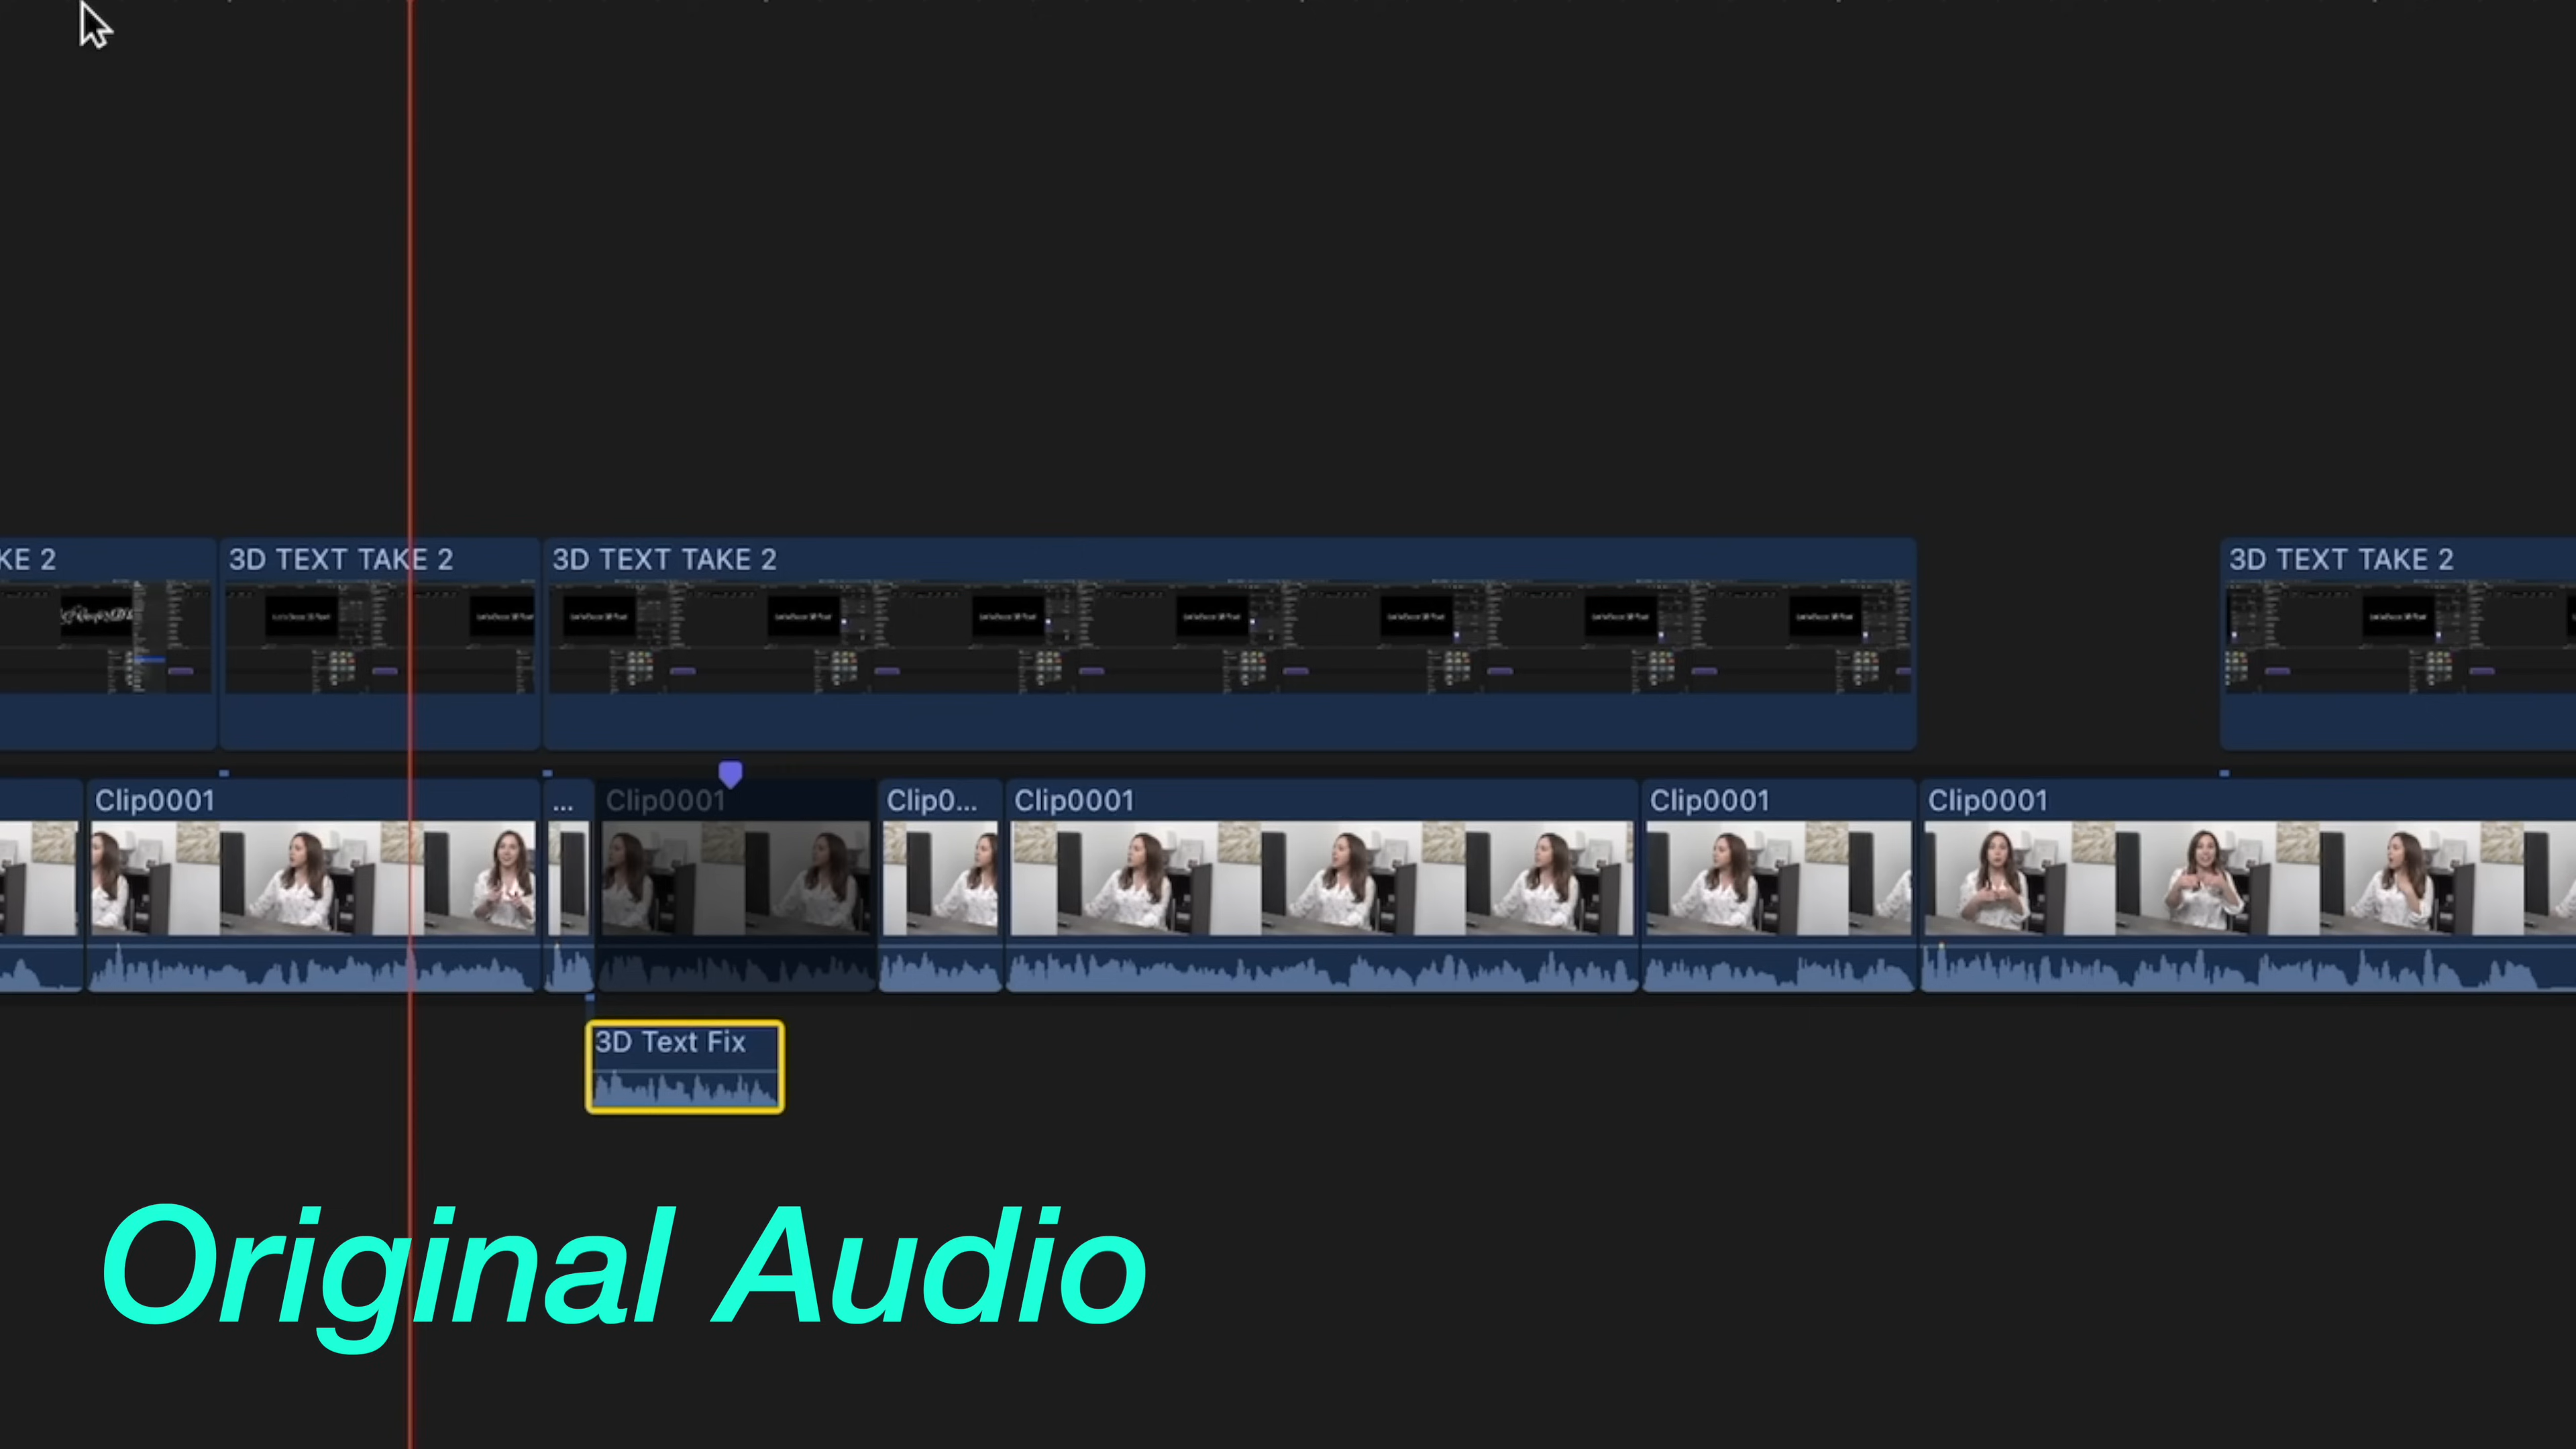 KE 2
3D TEXT TAKE 2
3D TEXT TAKE 2
3D TEXT TAKE 2
Clip0001
...
Clip0001
Clip0...
Clip0001
Clip0001
Clip0001
3D Text Fix
Original Audio